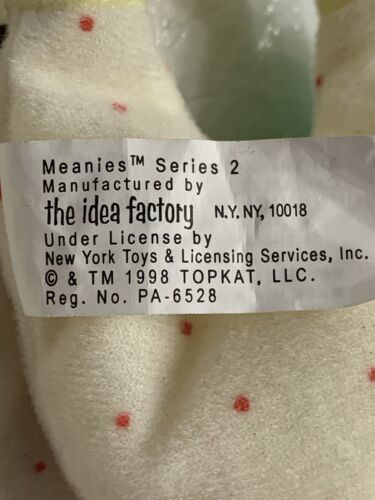 Meanies™ Series 2
Manufactured by
the idea factory N.Y. NY, 10018
Under License by
New York Toys & Licensing Services, Inc.
© & TM 1998 TOPKAT, LLC.
Reg. No. PA-6528